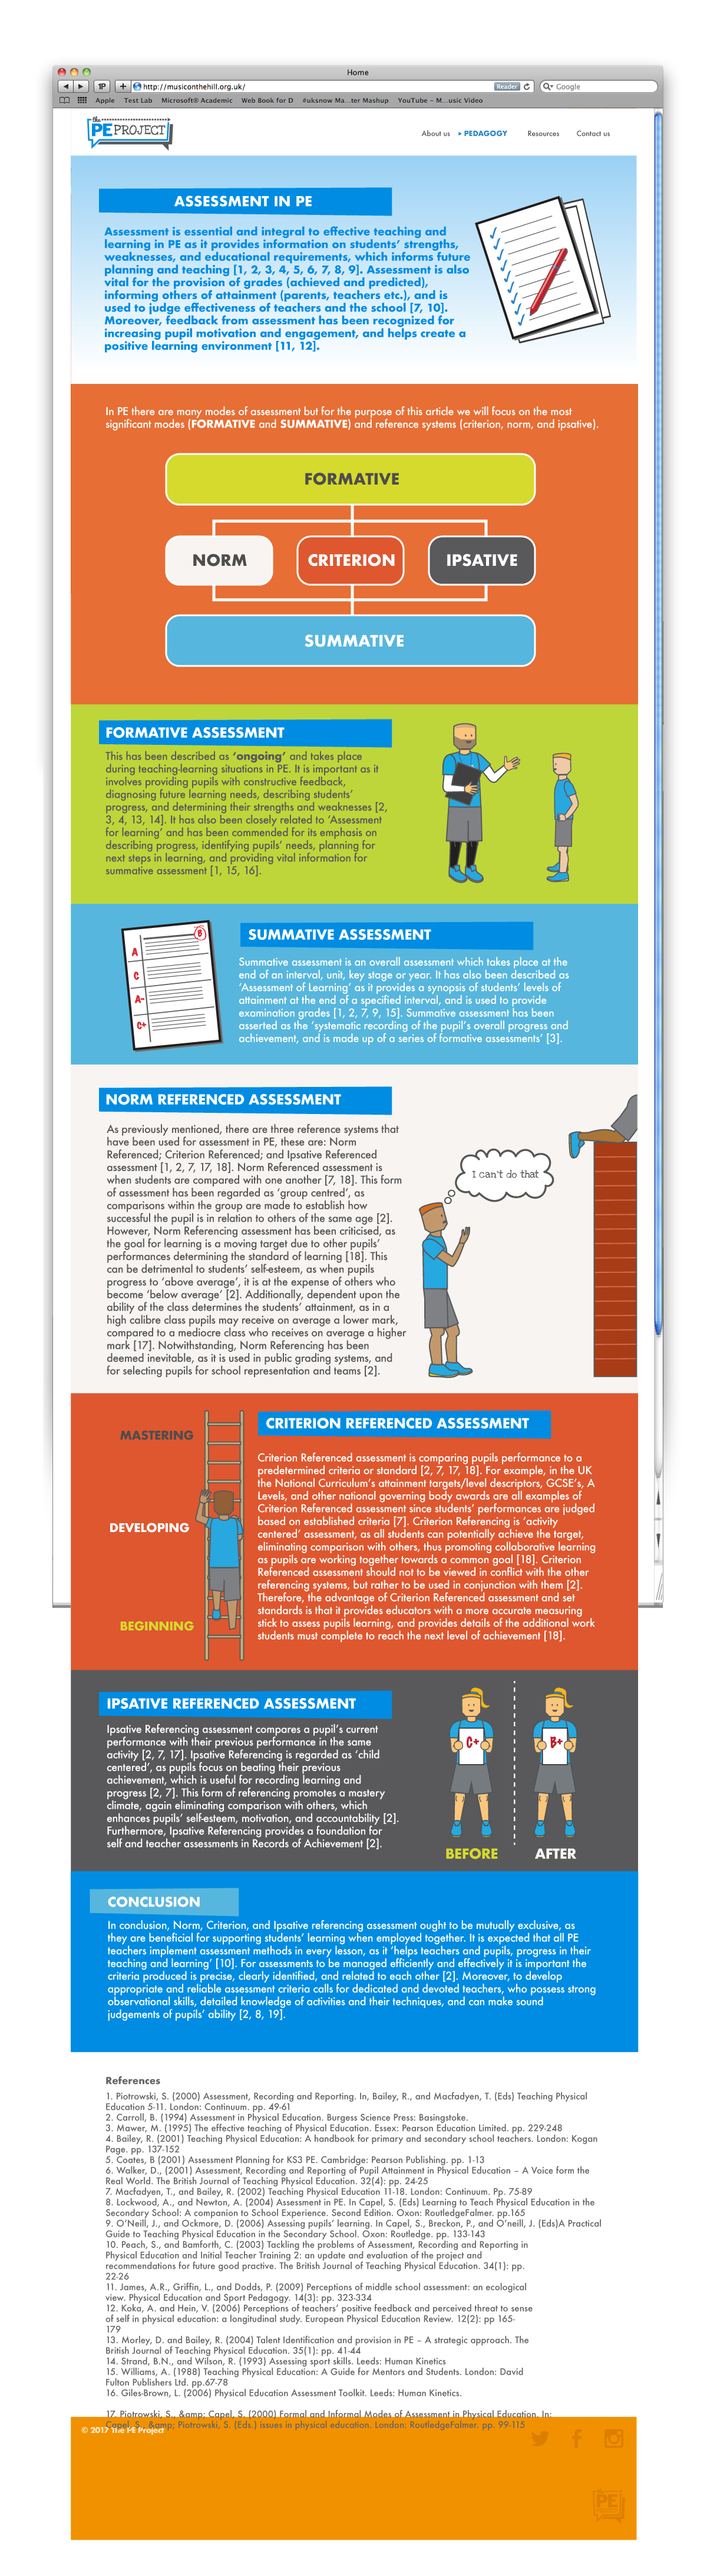 Home
http://musiconthehill.org.uk/
Reader
Google
Apple Test Lab Microsoft® Academic Web Book for D #uksnow Ma...ter Mashup YouTube – M...usic Video
the
PE PROJECT
About us PEDAGOGY Resources Contact us
ASSESSMENT IN PE
Assessment is essential and integral to effective teaching and
learning in PE as it provides information on students' strengths,
weaknesses, and educational requirements, which informs future
planning and teaching [1, 2, 3, 4, 5, 6, 7, 8, 9]. Assessment is also
vital for the provision of grades (achieved and predicted),
informing others of attainment (parents, teachers etc.), and is
used to judge effectiveness of teachers and the school [7, 10].
Moreover, feedback from assessment has been recognized for
increasing pupil motivation and engagement, and helps create a
positive learning environment [11, 12].
In PE there are many modes of assessment but for the purpose of this article we will focus on the most
significant modes (FORMATIVE and SUMMATIVE) and reference systems (criterion, norm, and ipsative).
FORMATIVE
NORM
CRITERION
IPSATIVE
SUMMATIVE
FORMATIVE ASSESSMENT
This has been described as 'ongoing' and takes place
during teaching-learning situations in PE. It is important as it
involves providing pupils with constructive feedback,
diagnosing future learning needs, describing students'
progress, and determining their strengths and weaknesses [2,
3, 4, 13, 14]. It has also been closely related to 'Assessment
for learning' and has been commended for its emphasis on
describing progress, identifying pupils' needs, planning for
next steps in learning, and providing vital information for
summative assessment [1, 15, 16].
B
A
C
A-
C+
SUMMATIVE ASSESSMENT
Summative assessment is an overall assessment which takes place at the
end of an interval, unit, key stage or year. It has also been described as
'Assessment of Learning' as it provides a synopsis of students' levels of
attainment at the end of a specified interval, and is used to provide
examination grades [1, 2, 7, 9, 15]. Summative assessment has been
asserted as the 'systematic recording of the pupil's overall progress and
achievement, and is made up of a series of formative assessments' [3].
NORM REFERENCED ASSESSMENT
As previously mentioned, there are three reference systems that
have been used for assessment in PE, these are: Norm
Referenced; Criterion Referenced; and Ipsative Referenced
assessment [1, 2, 7, 17, 18]. Norm Referenced assessment is
when students are compared with one another [7, 18]. This form
of assessment has been regarded as 'group centred', as
comparisons within the group are made to establish how
successful the pupil is in relation to others of the same age [2].
However, Norm Referencing assessment has been criticised, as
the goal for learning is a moving target due to other pupils'
performances determining the standard of learning [18]. This
can be detrimental to students' self-esteem, as when pupils
progress to 'above average', it is at the expense of others who
become 'below average' [2]. Additionally, dependent upon the
ability of the class determines the students' attainment, as in a
high calibre class pupils may receive on average a lower mark,
compared to a mediocre class who receives on average a higher
mark [17]. Notwithstanding, Norm Referencing has been
deemed inevitable, as it is used in public grading systems, and
for selecting pupils for school representation and teams [2].
I can't do that
MASTERING
DEVELOPING
BEGINNING
CRITERION REFERENCED ASSESSMENT
Criterion Referenced assessment is comparing pupils performance to a
predetermined criteria or standard [2, 7, 17, 18]. For example, in the UK
the National Curriculum's attainment targets/level descriptors, GCSE's, A
Levels, and other national governing body awards are all examples of
Criterion Referenced assessment since students' performances are judged
based on established criteria [7]. Criterion Referencing is 'activity
centred' assessment, as all students can potentially achieve the target,
eliminating comparison with others, thus promoting collaborative learning
as pupils are working together towards a common goal [18]. Criterion
Referenced assessment should not to be viewed in conflict with the other
referencing systems, but rather to be used in conjunction with them [2].
Therefore, the advantage of Criterion Referenced assessment and set
standards is that it provides educators with a more accurate measuring
stick to assess pupils learning, and provides details of the additional work
students must complete to reach the next level of achievement [18].
IPSATIVE REFERENCED ASSESSMENT
Ipsative Referencing assessment compares a pupil's current
performance with their previous performance in the same
activity [2, 7, 17]. Ipsative Referencing is regarded as 'child
centered', as pupils focus on beating their previous
achievement, which is useful for recording learning and
progress [2, 7]. This form of referencing promotes a mastery
climate, again eliminating comparison with others, which
enhances pupils' self-esteem, motivation, and accountability [2].
Furthermore, Ipsative Referencing provides a foundation for
self and teacher assessments in Records of Achievement [2].
C+
B+
BEFORE
AFTER
CONCLUSION
In conclusion, Norm, Criterion, and Ipsative referencing assessment ought to be mutually exclusive, as
they are beneficial for supporting students' learning when employed together. It is expected that all PE
teachers implement assessment methods in every lesson, as it 'helps teachers and pupils, progress in their
teaching and learning' [10]. For assessments to be managed efficiently and effectively it is important the
criteria produced is precise, clearly identified, and related to each other [2]. Moreover, to develop
appropriate and reliable assessment criteria calls for dedicated and devoted teachers, who possess strong
observational skills, detailed knowledge of activities and their techniques, and can make sound
judgements of pupils' ability [2, 8, 19].
References
1. Piotrowski, S. (2000) Assessment, Recording and Reporting. In, Bailey, R., and Macfadyen, T. (Eds) Teaching Physical
Education 5-11. London: Continuum. pp. 49-61
2. Carroll, B. (1994) Assessment in Physical Education. Burgess Science Press: Basingstoke.
3. Mawer, M. (1995) The effective teaching of Physical Education. Essex: Pearson Education Limited. pp. 229-248
4. Bailey, R. (2001) Teaching Physical Education: A handbook for primary and secondary school teachers. London: Kogan
Page. pp. 137-152
5. Coates, B (2001) Assessment Planning for KS3 PE. Cambridge: Pearson Publishing. pp. 1-13
6. Walker, D., (2001) Assessment, Recording and Reporting of Pupil Attainment in Physical Education – A Voice form the
Real World. The British Journal of Teaching Physical Education. 32(4): pp. 24-25
7. Macfadyen, T., and Bailey, R. (2002) Teaching Physical Education 11-18. London: Continuum. Pp. 75-89
8. Lockwood, A., and Newton, A. (2004) Assessment in PE. In Capel, S. (Eds) Learning to Teach Physical Education in the
Secondary School: A companion to School Experience. Second Edition. Oxon: RoutledgeFalmer. pp.165
9. O'Neill, J., and Ockmore, D. (2006) Assessing pupils' learning. In Capel, S., Breckon, P., and O'neill, J. (Eds)A Practical
Guide to Teaching Physical Education in the Secondary School. Oxon: Routledge. pp. 133-143
10. Peach, S., and Bamforth, C. (2003) Tackling the problems of Assessment, Recording and Reporting in
Physical Education and Initial Teacher Training 2: an update and evaluation of the project and
recommendations for future good practive. The British Journal of Teaching Physical Education. 34(1): pp.
22-26
11. James, A.R., Griffin, L., and Dodds, P. (2009) Perceptions of middle school assessment: an ecological
view. Physical Education and Sport Pedagogy. 14(3): pp. 323-334
12. Koka, A. and Hein, V. (2006) Perceptions of teachers' positive feedback and perceived threat to sense
of self in physical education: a longitudinal study. European Physical Education Review. 12(2): pp 165-
179
13. Morley, D. and Bailey, R. (2004) Talent Identification and provision in PE – A strategic approach. The
British Journal of Teaching Physical Education. 35(1): pp. 41-44
14. Strand, B.N., and Wilson, R. (1993) Assessing sport skills. Leeds: Human Kinetics
15. Williams, A. (1988) Teaching Physical Education: A Guide for Mentors and Students. London: David
Fulton Publishers Ltd. pp.67-78
16. Giles-Brown, L. (2006) Physical Education Assessment Toolkit. Leeds: Human Kinetics.
17. Piotrowski, S., &amp; Capel, S. (2000) Formal and Informal Modes of Assessment in Physical Education. In:
Capel, S., &amp; Piotrowski, S. (Eds.) issues in physical education. London: RoutledgeFalmer. pp. 99-115
© 2017 The PE Project
PE